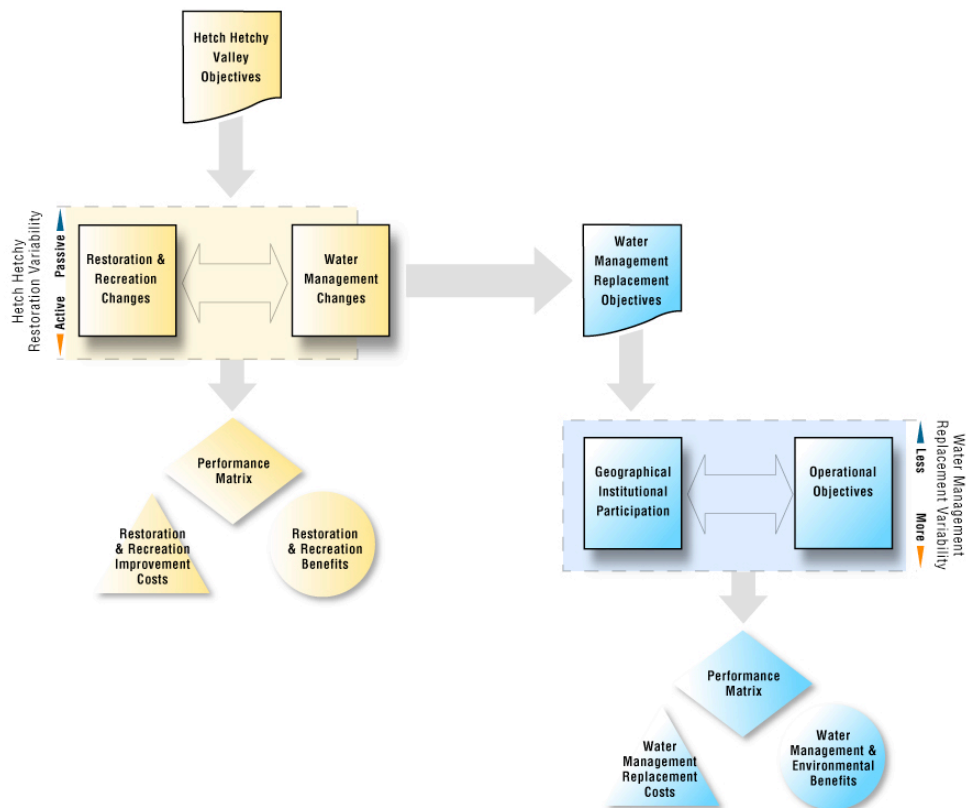 Hetch Hetchy
Valley
Objectives
Hetch Hetchy
Restoration Variability
Active Passive
Restoration &
Recreation
Changes
Water
Management
Changes
Water
Management
Replacement
Objectives
Performance
Matrix
Restoration
& Recreation
Improvement
Costs
Restoration
& Recreation
Benefits
Geographical
Institutional
Participation
Operational
Objectives
Less More
Water Management
Replacement Variability
Performance
Matrix
Water
Management
Replacement
Costs
Water
Management &
Environmental
Benefits